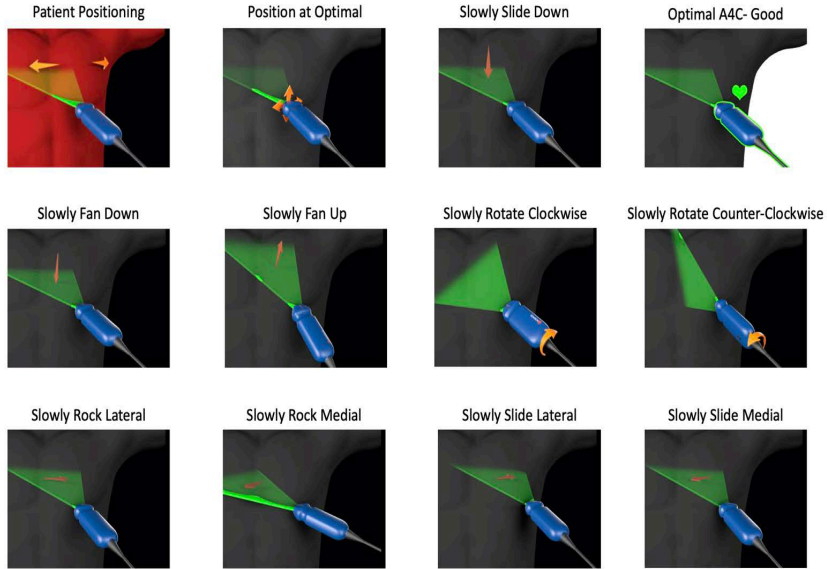 Patient Positioning
Position at Optimal
Slowly Slide Down
Optimal A4C- Good
Slowly Fan Down
Slowly Fan Up
Slowly Rotate Clockwise
Slowly Rotate Counter-Clockwise
Slowly Rock Lateral
Slowly Rock Medial
Slowly Slide Lateral
Slowly Slide Medial